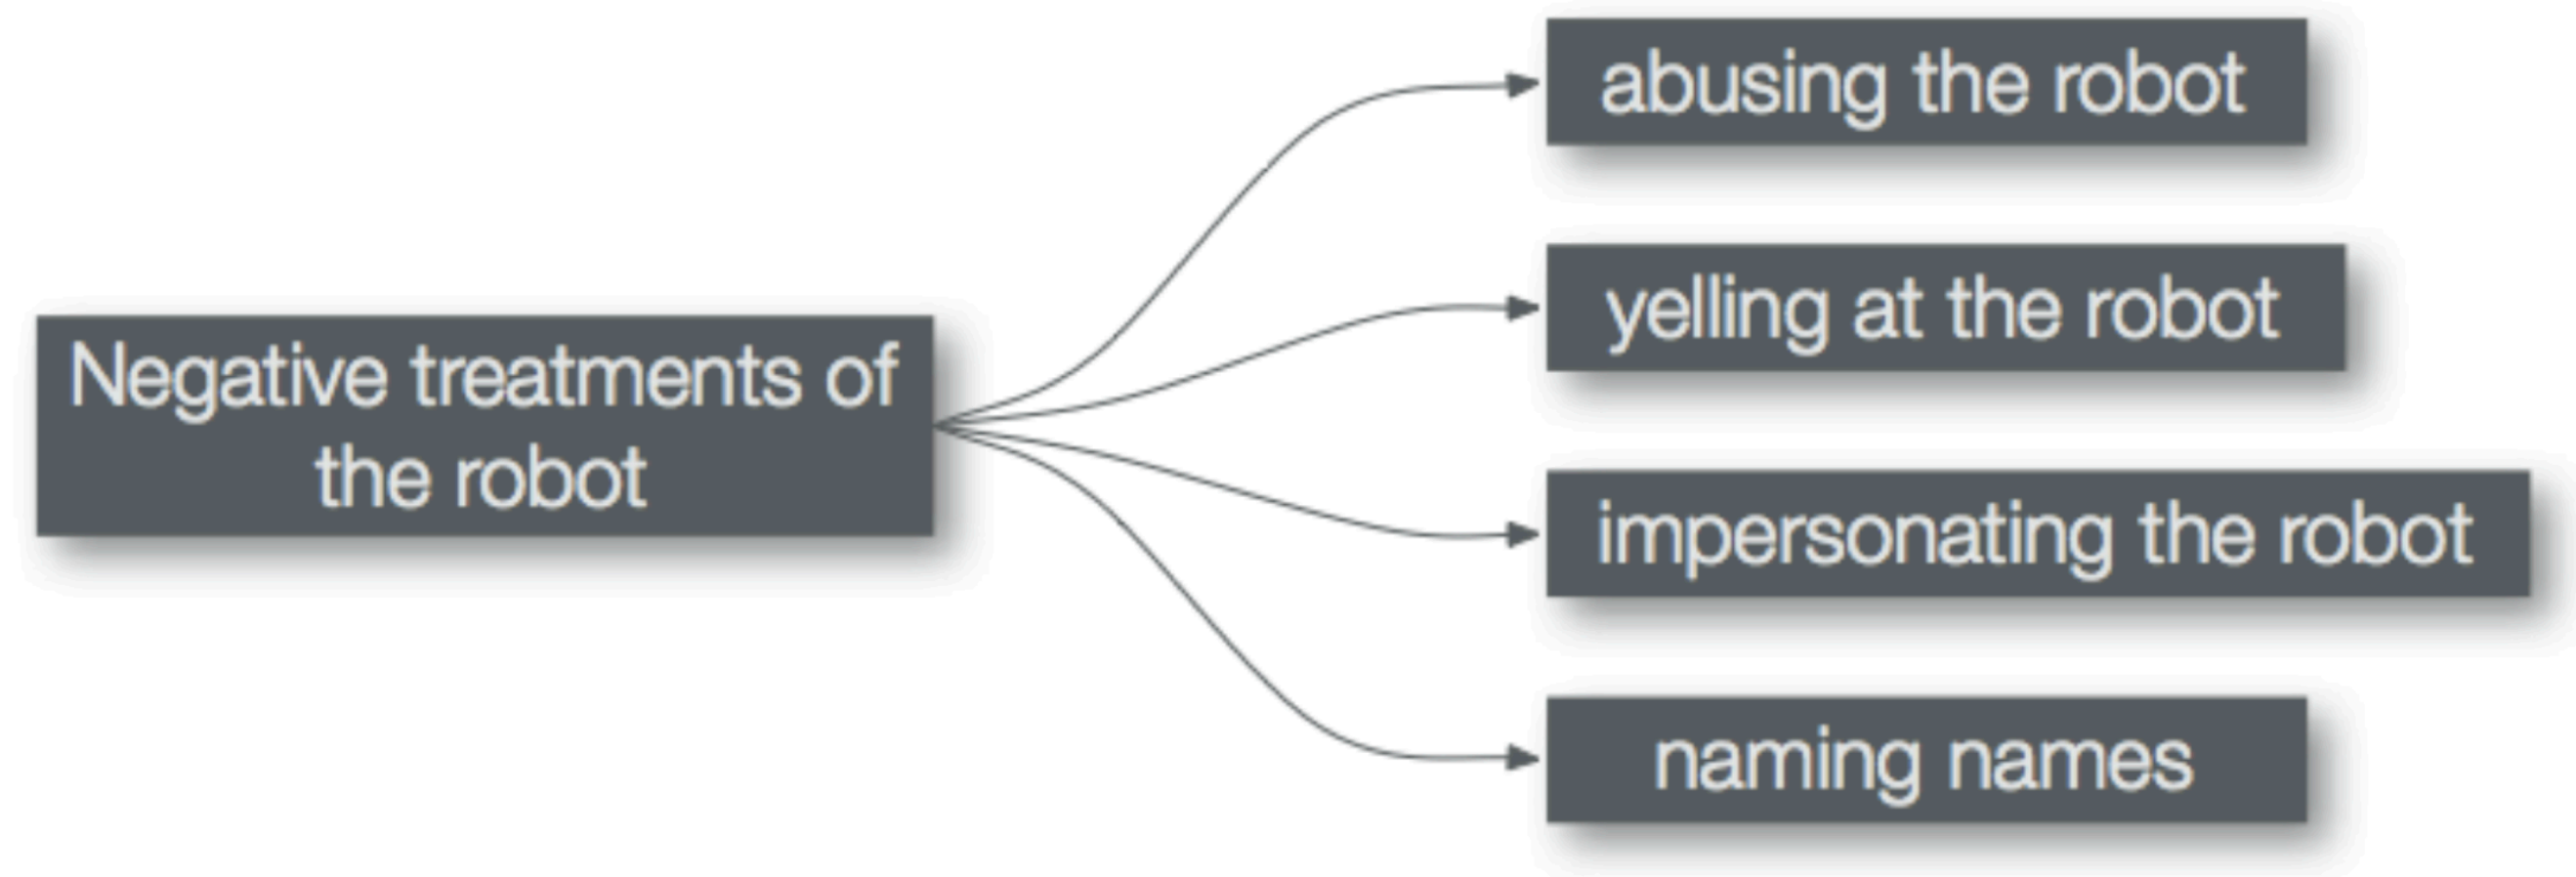 abusing the robot
yelling at the robot
Negative treatments of
the robot
impersonating the robot
naming names